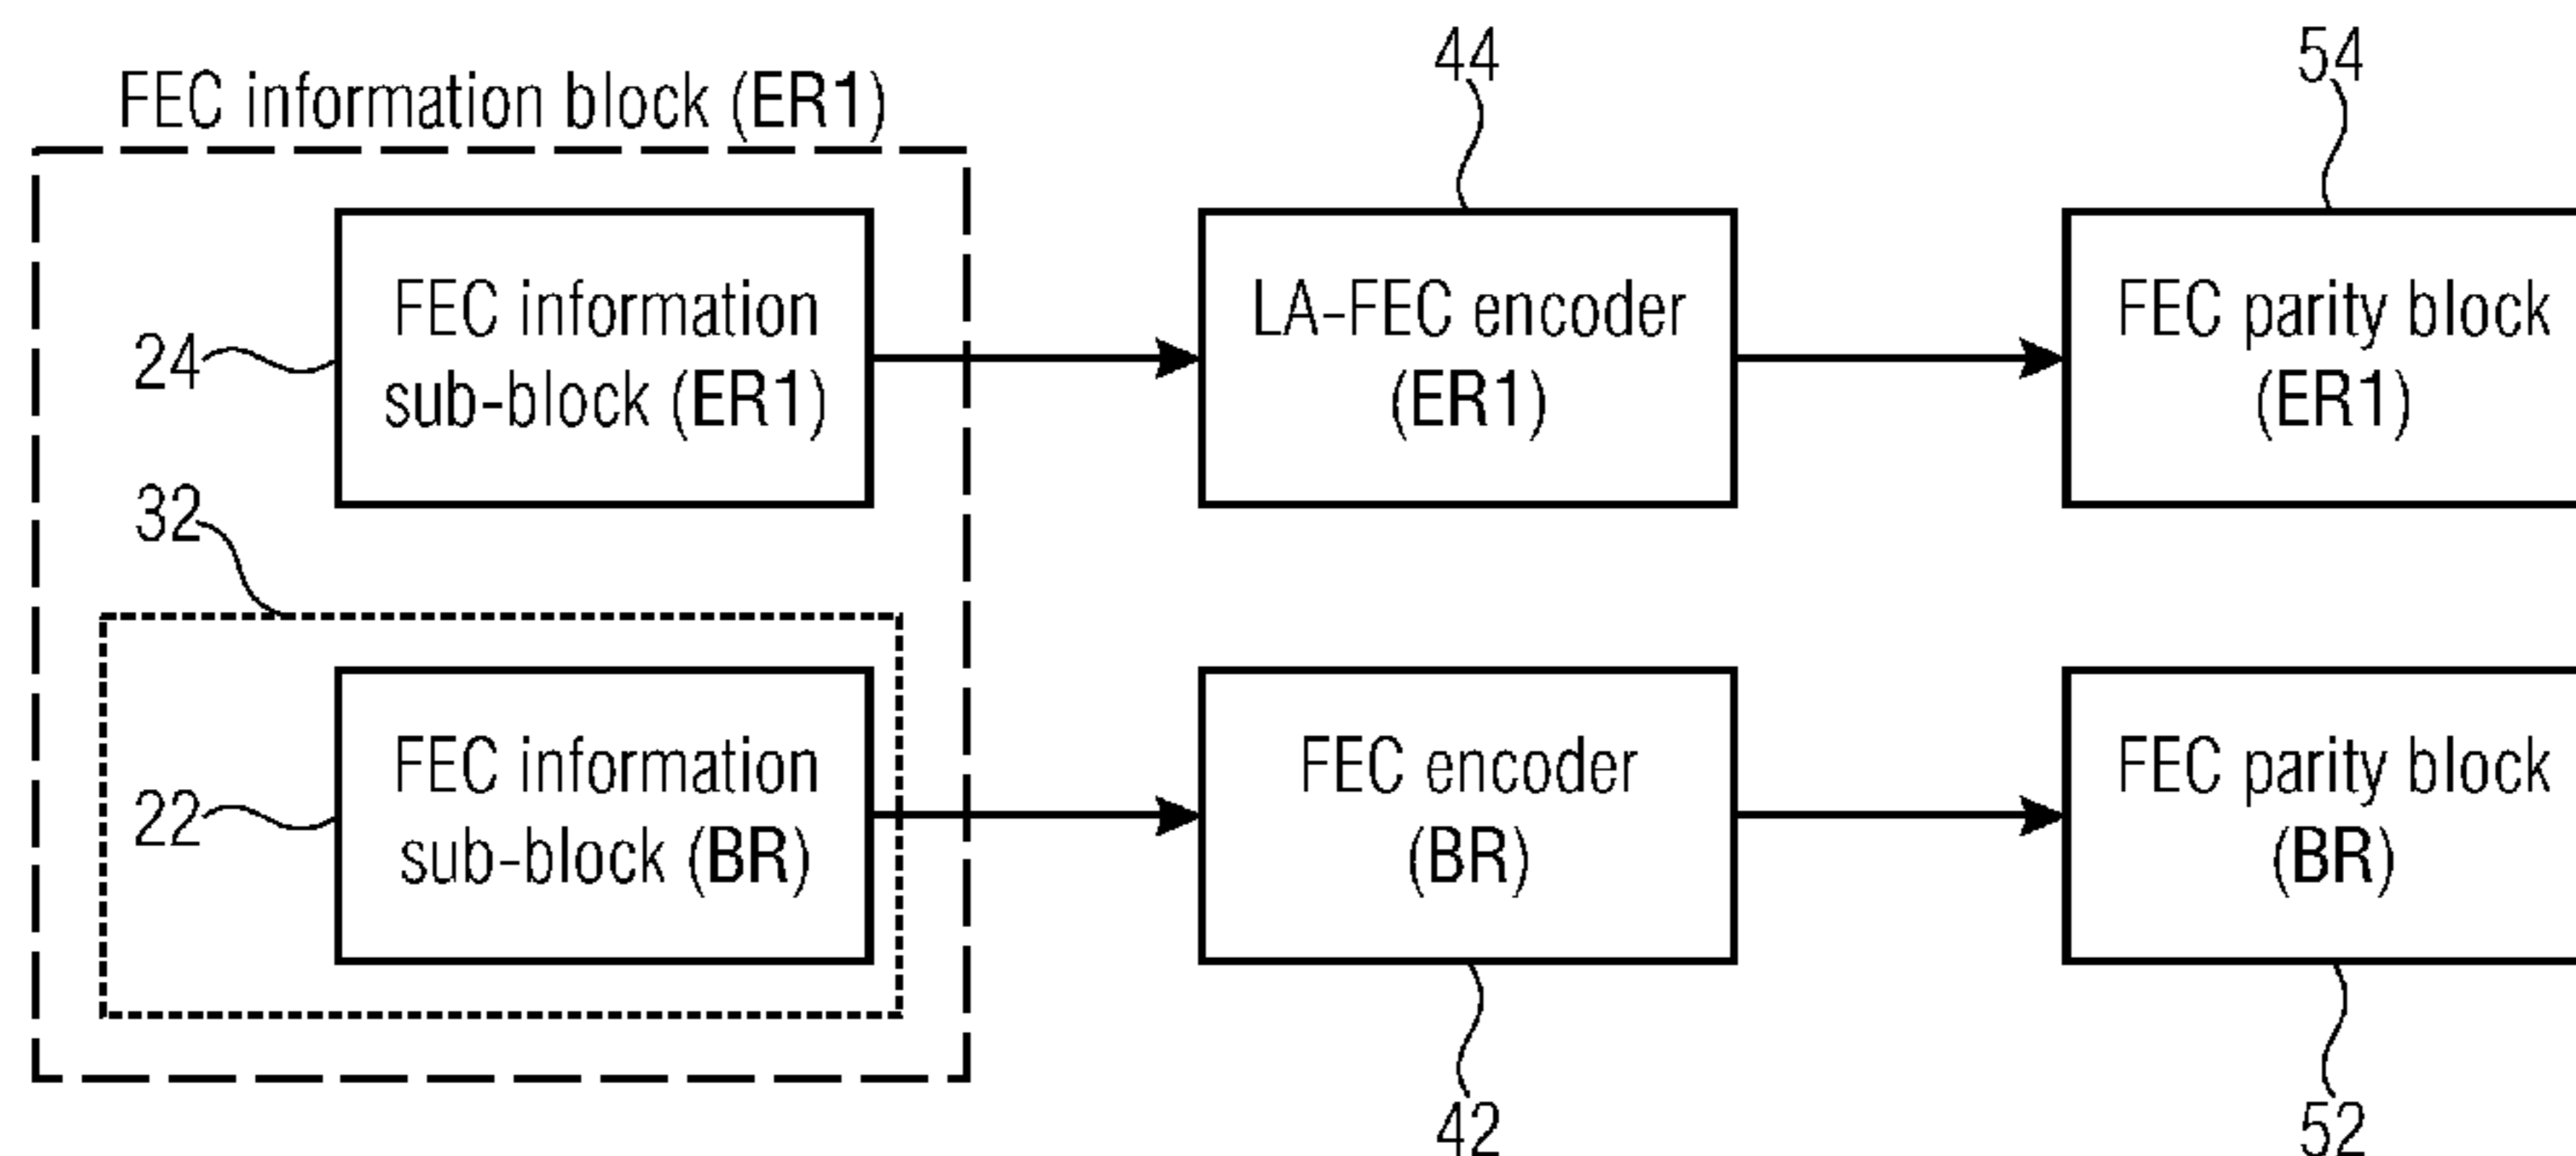 44
54
FEC information block (ER1)
24
FEC information
sub-block (ER1)
LA-FEC encoder
(ER1)
FEC parity block
(ER1)
32
22
FEC information
sub-block (BR)
FEC encoder
(BR)
FEC parity block
(BR)
42
52